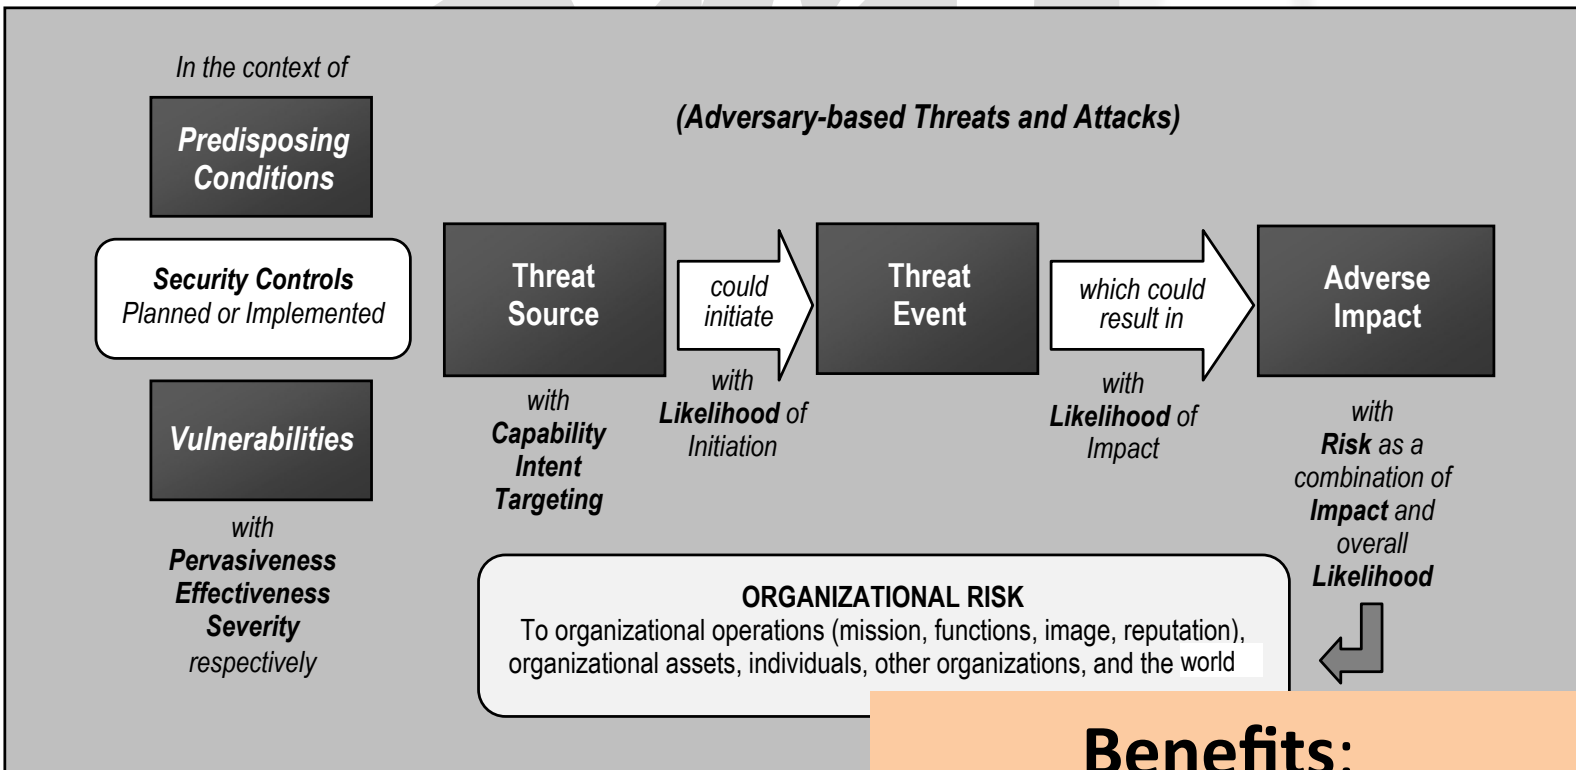 In the context of
Predisposing
Conditions
Security Controls
Planned or Implemented
Vulnerabilities
with
Pervasiveness
Effectiveness
Severity
respectively
(Adversary-based Threats and Attacks)
Threat
Source
with
Capability
Intent
Targeting
could
initiate
with
Likelihood of
Initiation
Threat
Event
which could
result in
with
Likelihood of
Impact
Adverse
Impact
with
Risk as a
combination of
Impact and
overall
Likelihood
ORGANIZATIONAL RISK
To organizational operations (mission, functions, image, reputation),
organizational assets, individuals, other organizations, and the world
Benefits: